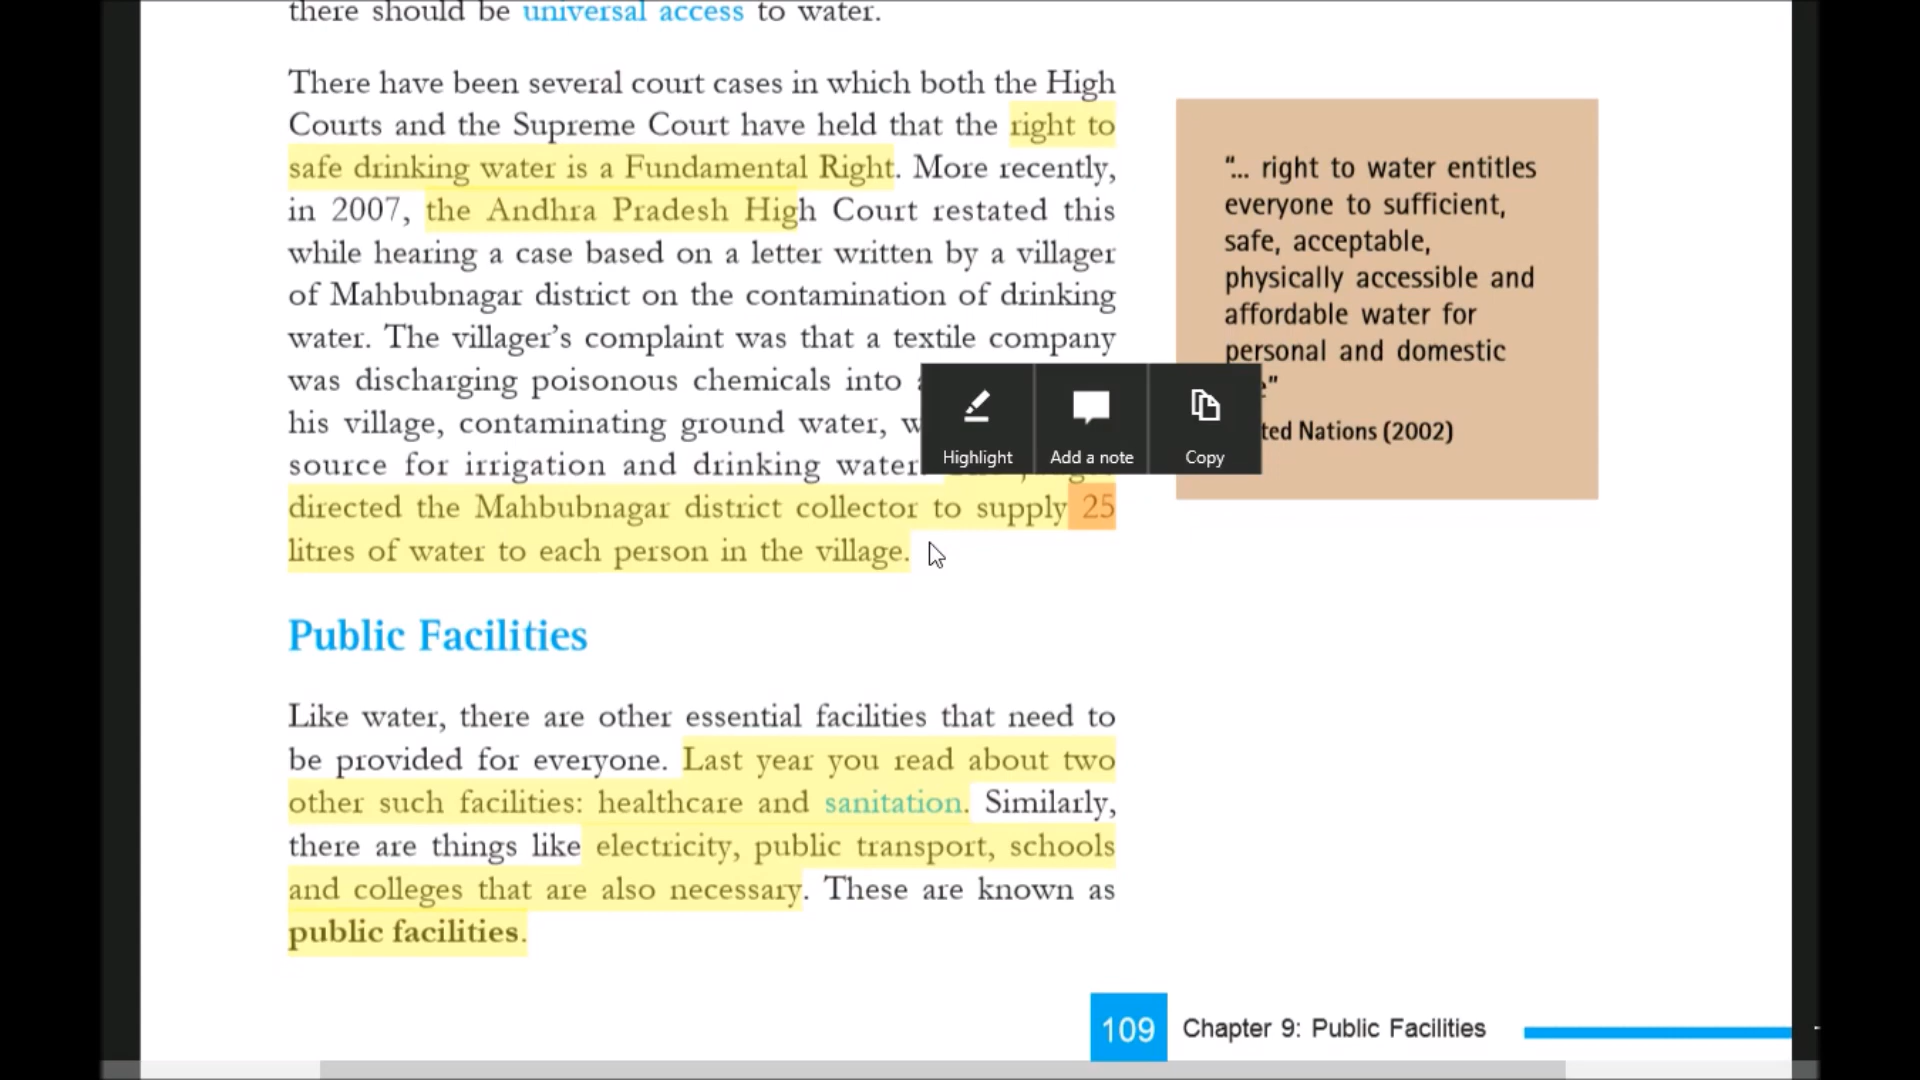 there should be universal access to water.
There have been several court cases in which both the High
Courts and the Supreme Court have held that the right to
safe drinking water is a Fundamental Right. More recently,
in 2007, the Andhra Pradesh High Court restated this
while hearing a case based on a letter written by a villager
of Mahbubnagar district on the contamination of drinking
water. The villager's complaint was that a textile company
was discharging poisonous chemicals into
his village, contaminating ground water,
source for irrigation and drinking water.
directed the Mahbubnagar district collector to supply 25
litres of water to each person in the village.
Highlight
Add a note
Copy
"... right to water entitles
everyone to sufficient,
safe, acceptable,
physically accessible and
affordable water for
personal and domestic
Nations (2002)
Public Facilities
Like water, there are other essential facilities that need to
be provided for everyone. Last year you read about two
other such facilities: healthcare and sanitation. Similarly,
there are things like electricity, public transport, schools
and colleges that are also necessary. These are known as
public facilities.
109 Chapter 9: Public Facilities